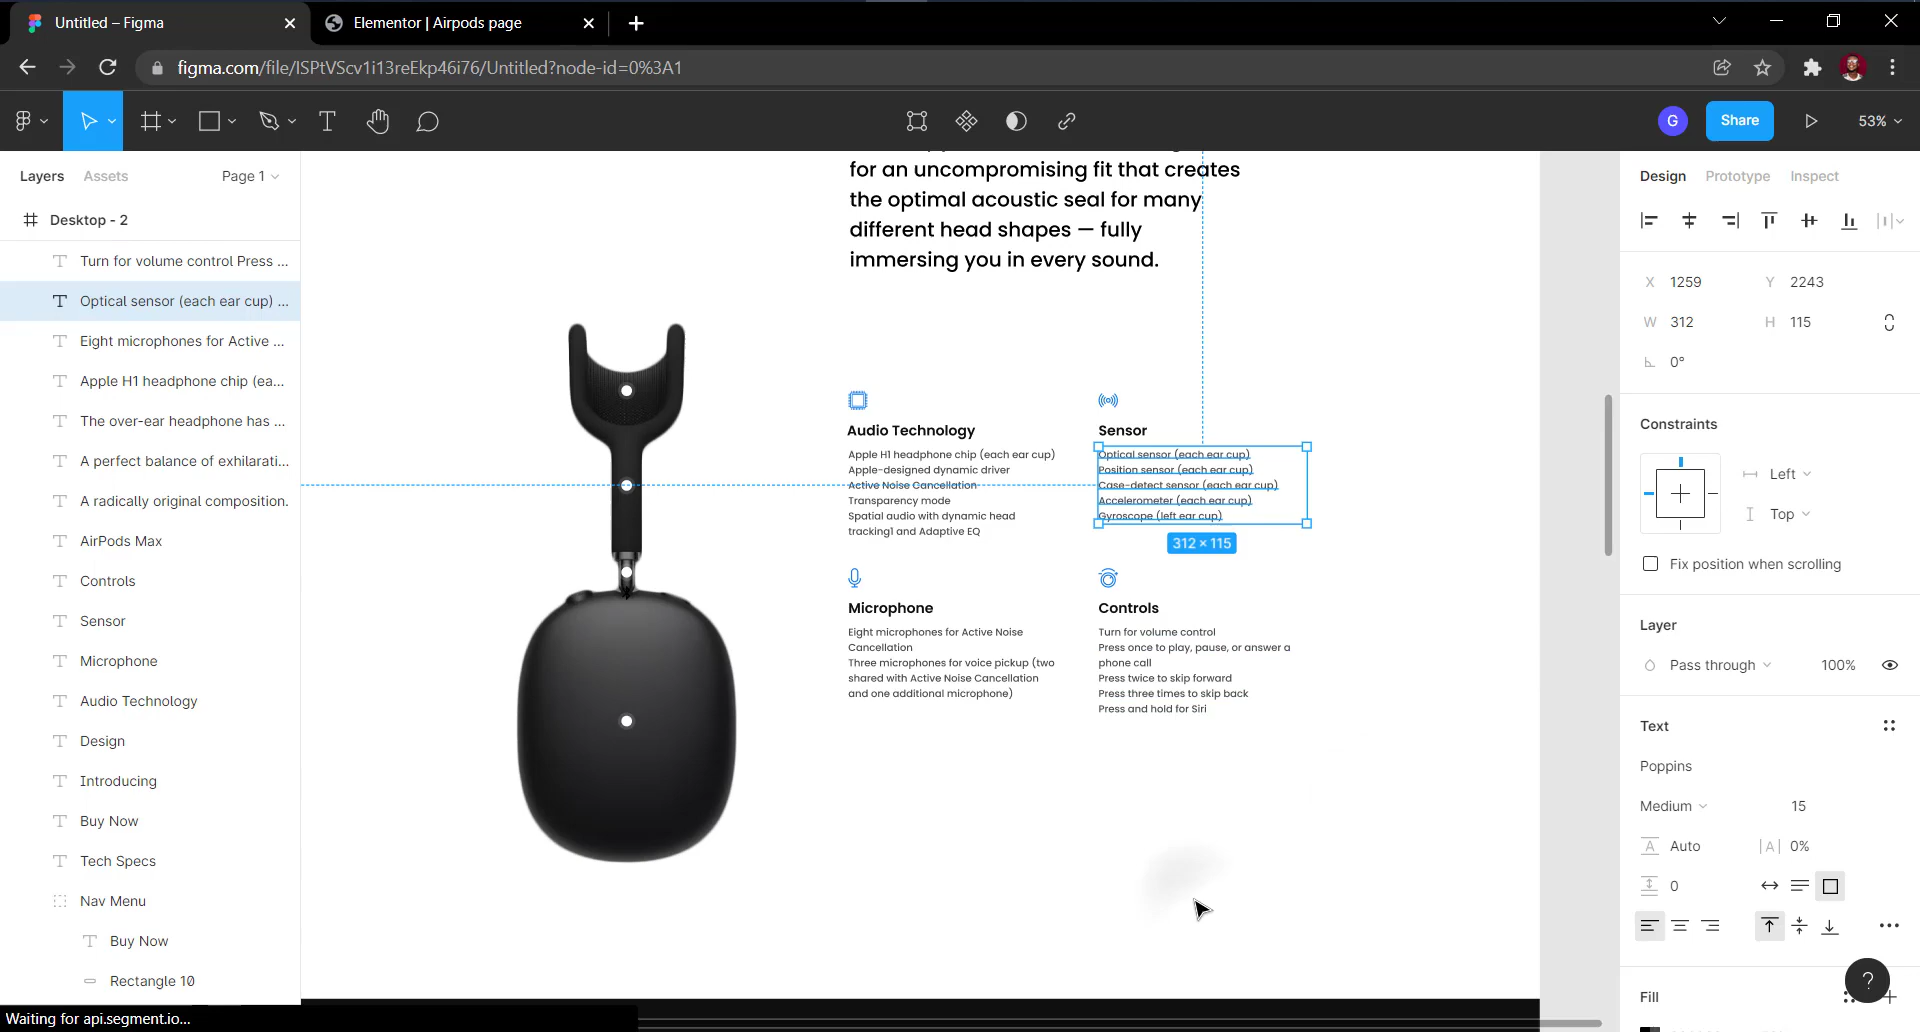 Untitled – Figma
Elementor | Airpods page
figma.com/file/ISPtVScv1i13reEkp46i76/Untitled?node-id=0%3A1
G
Share
53%
Layers
Assets
Page 1
Desktop - 2
Turn for volume control Press ...
Optical sensor (each ear cup) ...
Eight microphones for Active ...
Apple H1 headphone chip (ea...
The over-ear headphone has ...
A perfect balance of exhilarati...
A radically original composition.
AirPods Max
Controls
Sensor
Microphone
Audio Technology
Design
Introducing
Buy Now
Tech Specs
Nav Menu
Buy Now
Rectangle 10
Waiting for api.segment.io...
for an uncompromising fit that creates
the optimal acoustic seal for many
different head shapes — fully
immersing you in every sound.
Audio Technology
Apple H1 headphone chip (each ear cup)
Apple-designed dynamic driver
Active Noise Cancellation
Transparency mode
Spatial audio with dynamic head
tracking1 and Adaptive EQ
Sensor
Optical sensor (each ear cup)
Position sensor (each ear cup)
Case-detect sensor (each ear cup)
Accelerometer (each ear cup)
Gyroscope (left ear cup)
312 × 115
Microphone
Eight microphones for Active Noise
Cancellation
Three microphones for voice pickup (two
shared with Active Noise Cancellation
and one additional microphone)
Controls
Turn for volume control
Press once to play, pause, or answer a
phone call
Press twice to skip forward
Press three times to skip back
Press and hold for Siri
Design
Prototype
Inspect
X 1259
Y 2243
W 312
H 115
0°
Constraints
Left
Top
Fix position when scrolling
Layer
Pass through
100%
Text
Poppins
Medium
15
A Auto
|A| 0%
0
Fill
?